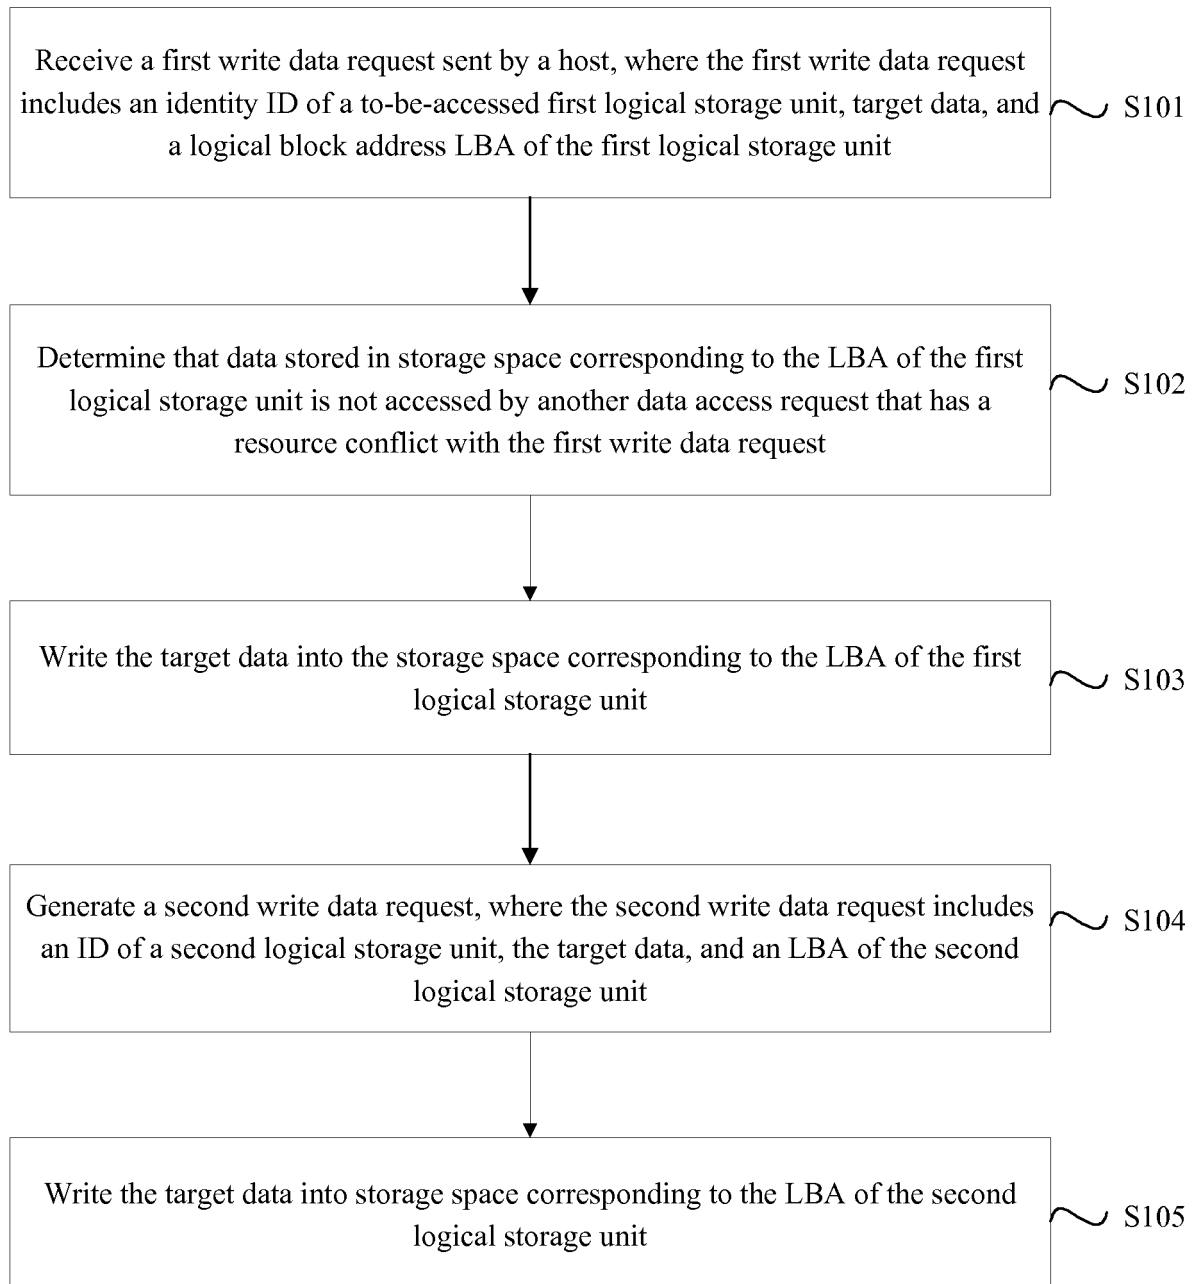 Receive a first write data request sent by a host, where the first write data request
includes an identity ID of a to-be-accessed first logical storage unit, target data, and
a logical block address LBA of the first logical storage unit
S101
Determine that data stored in storage space corresponding to the LBA of the first
logical storage unit is not accessed by another data access request that has a
resource conflict with the first write data request
S102
Write the target data into the storage space corresponding to the LBA of the first
logical storage unit
S103
Generate a second write data request, where the second write data request includes
an ID of a second logical storage unit, the target data, and an LBA of the second
logical storage unit
S104
Write the target data into storage space corresponding to the LBA of the second
logical storage unit
S105